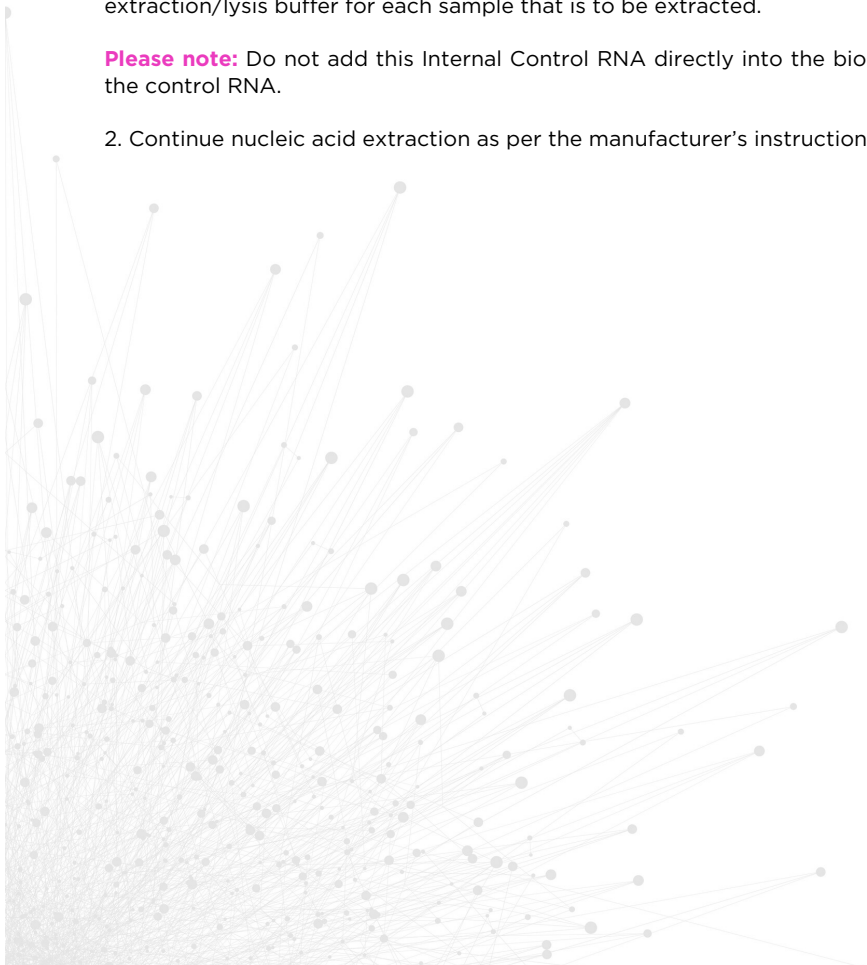 extraction/lysis buffer for each sample that is to be extracted.
Please note: Do not add this Internal Control RNA directly into the bio
the control RNA.
2. Continue nucleic acid extraction as per the manufacturer’s instruction